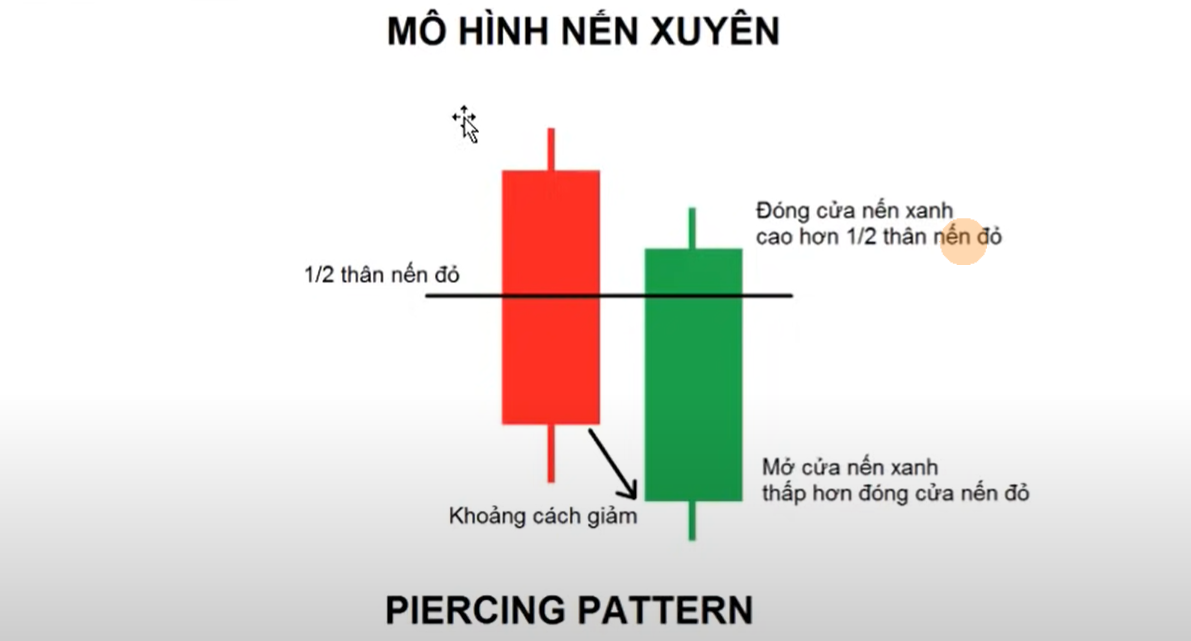 MÔ HÌNH NẾN XUYÊN
Đóng cửa nến xanh
cao hơn 1/2 thân nến đỏ
1/2 thân nến đỏ
Mở cửa nến xanh
thấp hơn đóng cửa nến đỏ
Khoảng cách giảm
PIERCING PATTERN